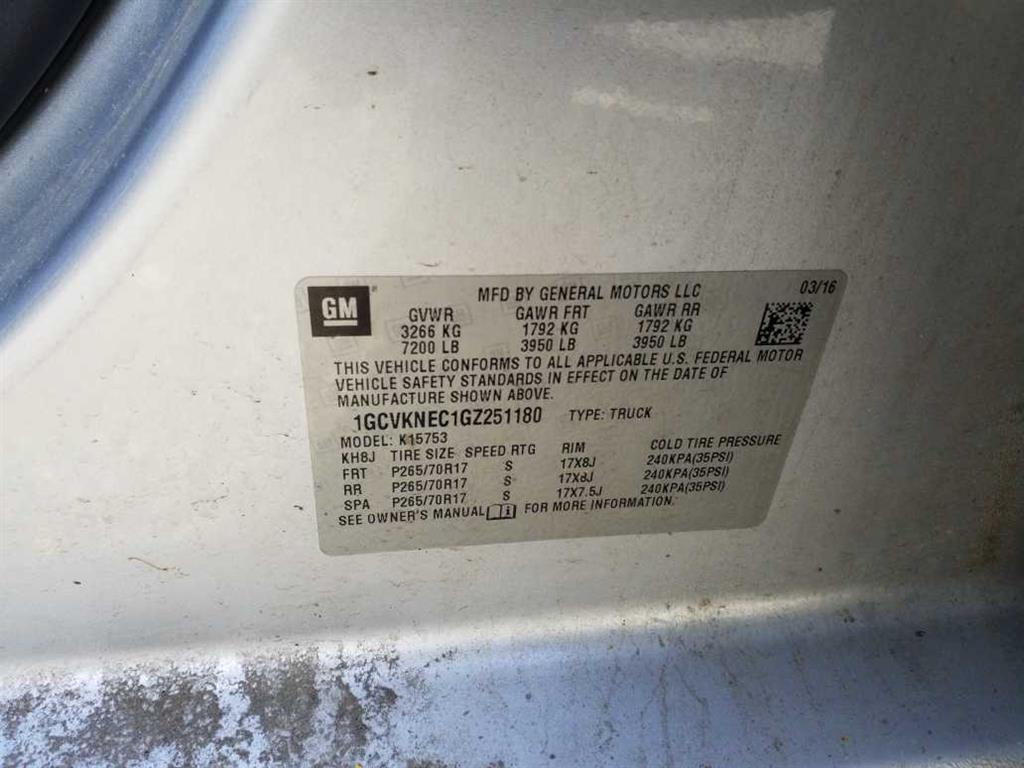 GM
MFD BY GENERAL MOTORS LLC 03/16
GVWR GAWR FRT GAWR RR
3266 KG 1792 KG 1792 KG
7200 LB 3950 LB 3950 LB
THIS VEHICLE CONFORMS TO ALL APPLICABLE U.S. FEDERAL MOTOR
VEHICLE SAFETY STANDARDS IN EFFECT ON THE DATE OF
MANUFACTURE SHOWN ABOVE.
1GCVKNEC1GZ251180 TYPE: TRUCK
MODEL: K15753
KH8J TIRE SIZE SPEED RTG RIM COLD TIRE PRESSURE
FRT P265/70R17 S 17X8J 240KPA(35PSI)
RR P265/70R17 S 17X8J 240KPA(35PSI)
SPA P265/70R17 S 17X7.5J 240KPA(35PSI)
SEE OWNER'S MANUAL FOR MORE INFORMATION.